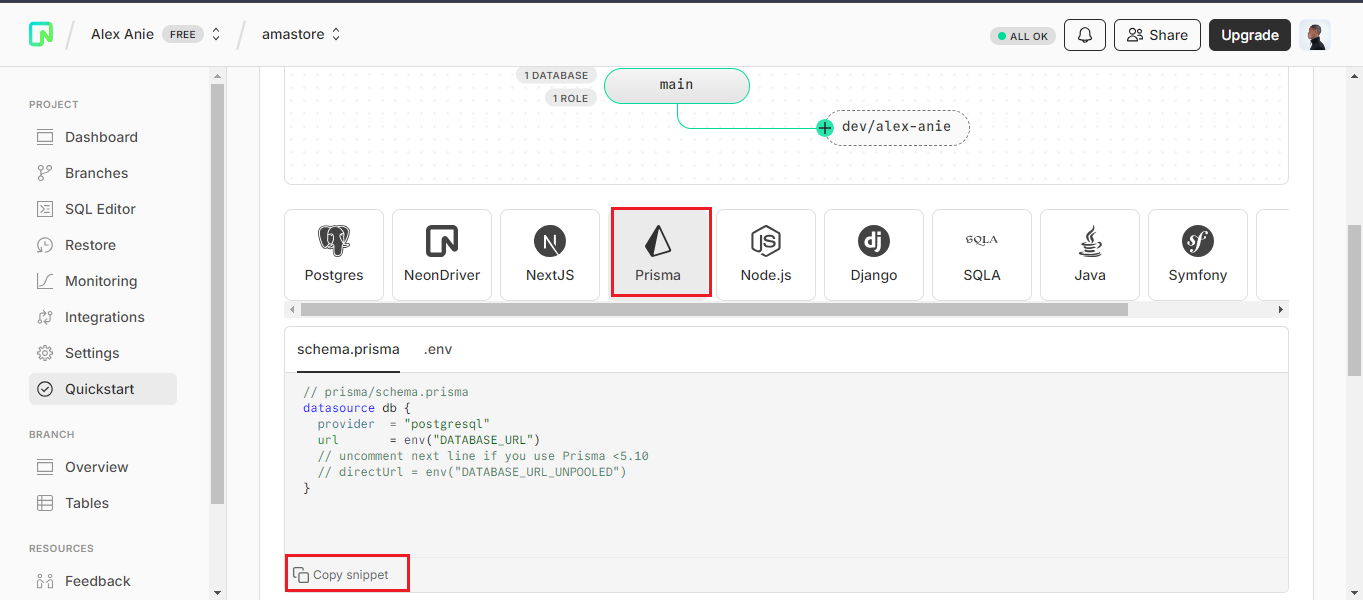 Alex Anie FREE
amastore
ALL OK
Share
Upgrade
PROJECT
Dashboard
Branches
SQL Editor
Restore
Monitoring
Integrations
Settings
Quickstart
BRANCH
Overview
Tables
RESOURCES
Feedback
1 DATABASE
1 ROLE
main
dev/alex-anie
Postgres
NeonDriver
NextJS
Prisma
Node.js
Django
SQLA
SQLA
Java
Symfony
schema.prisma
.env
// prisma/schema.prisma
datasource db {
  provider  = "postgresql"
  url       = env("DATABASE_URL")
  // uncomment next line if you use Prisma <5.10
  // directUrl = env("DATABASE_URL_UNPOOLED")
}
Copy snippet